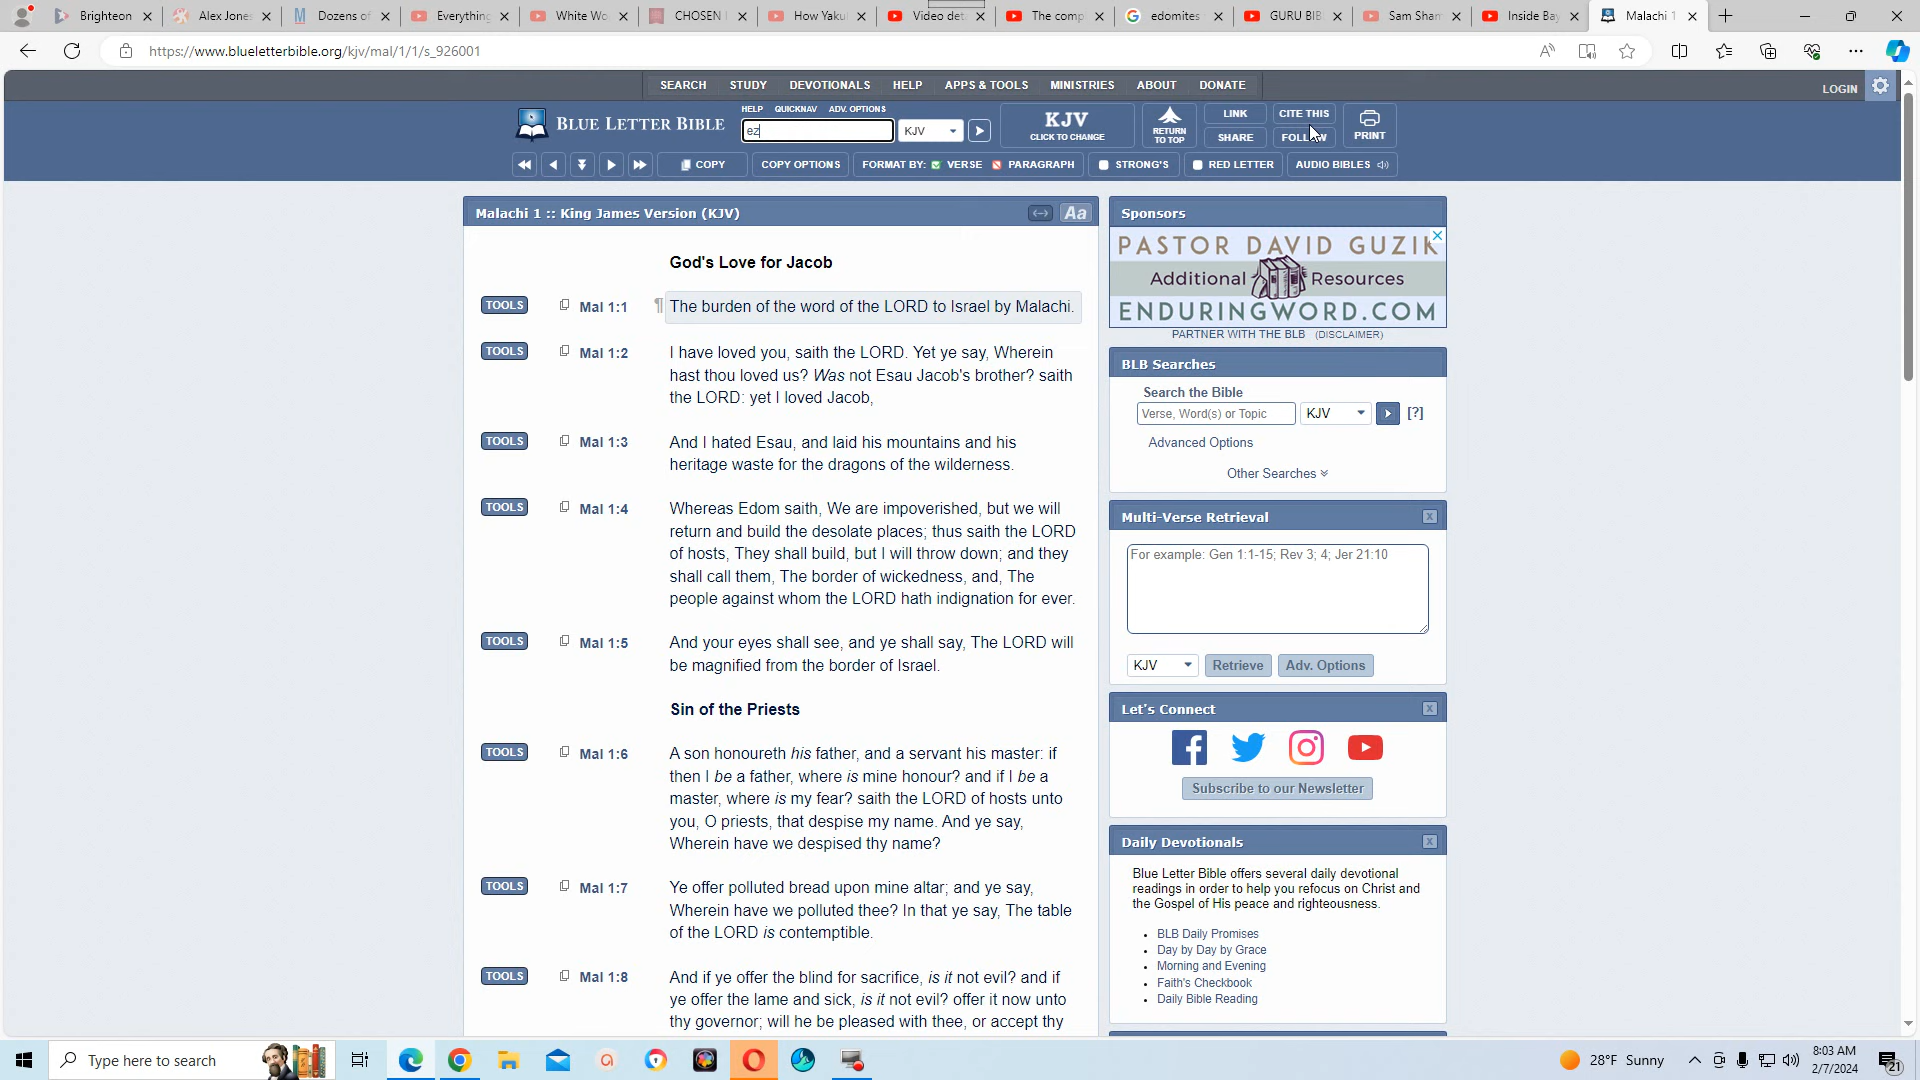 Brighteon
Alex Jone
Dozens of
Everything
White Wo
CHOSEN I
How Yaku
Video det
The comp
edomites
GURU BIB
Sam Sham
Inside Bay
Malachi 1
https://www.blueletterbible.org/kjv/mal/1/1/s_926001
SEARCH STUDY DEVOTIONALS HELP APPS & TOOLS MINISTRIES ABOUT DONATE
LOGIN
HELP QUICKNAV ADV. OPTIONS
BLUE LETTER BIBLE
ez
KJV
KJV
CLICK TO CHANGE
RETURN
TO TOP
LINK
CITE THIS
SHARE
FOLLOW
PRINT
COPY
COPY OPTIONS
FORMAT BY: VERSE PARAGRAPH
STRONG'S
RED LETTER
AUDIO BIBLES
Malachi 1 :: King James Version (KJV)
Aa
God's Love for Jacob
TOOLS Mal 1:1 ¶ The burden of the word of the LORD to Israel by Malachi.
TOOLS Mal 1:2 I have loved you, saith the LORD. Yet ye say, Wherein
hast thou loved us? Was not Esau Jacob's brother? saith
the LORD: yet I loved Jacob,
TOOLS Mal 1:3 And I hated Esau, and laid his mountains and his
heritage waste for the dragons of the wilderness.
TOOLS Mal 1:4 Whereas Edom saith, We are impoverished, but we will
return and build the desolate places; thus saith the LORD
of hosts, They shall build, but I will throw down; and they
shall call them, The border of wickedness, and, The
people against whom the LORD hath indignation for ever.
TOOLS Mal 1:5 And your eyes shall see, and ye shall say, The LORD will
be magnified from the border of Israel.
Sin of the Priests
TOOLS Mal 1:6 A son honoureth his father, and a servant his master: if
then I be a father, where is mine honour? and if I be a
master, where is my fear? saith the LORD of hosts unto
you, O priests, that despise my name. And ye say,
Wherein have we despised thy name?
TOOLS Mal 1:7 Ye offer polluted bread upon mine altar; and ye say,
Wherein have we polluted thee? In that ye say, The table
of the LORD is contemptible.
TOOLS Mal 1:8 And if ye offer the blind for sacrifice, is it not evil? and if
ye offer the lame and sick, is it not evil? offer it now unto
thy governor; will he be pleased with thee, or accept thy
Sponsors
PASTOR DAVID GUZIK
Additional Resources
ENDURINGWORD.COM
PARTNER WITH THE BLB (DISCLAIMER)
BLB Searches
Search the Bible
Verse, Word(s) or Topic
KJV
[?]
Advanced Options
Other Searches
Multi-Verse Retrieval
For example: Gen 1:1-15; Rev 3; 4; Jer 21:10
KJV
Retrieve
Adv. Options
Let's Connect
Subscribe to our Newsletter
Daily Devotionals
Blue Letter Bible offers several daily devotional
readings in order to help you refocus on Christ and
the Gospel of His peace and righteousness.
BLB Daily Promises
Day by Day by Grace
Morning and Evening
Faith's Checkbook
Daily Bible Reading
Type here to search
28°F Sunny
8:03 AM
2/7/2024
21